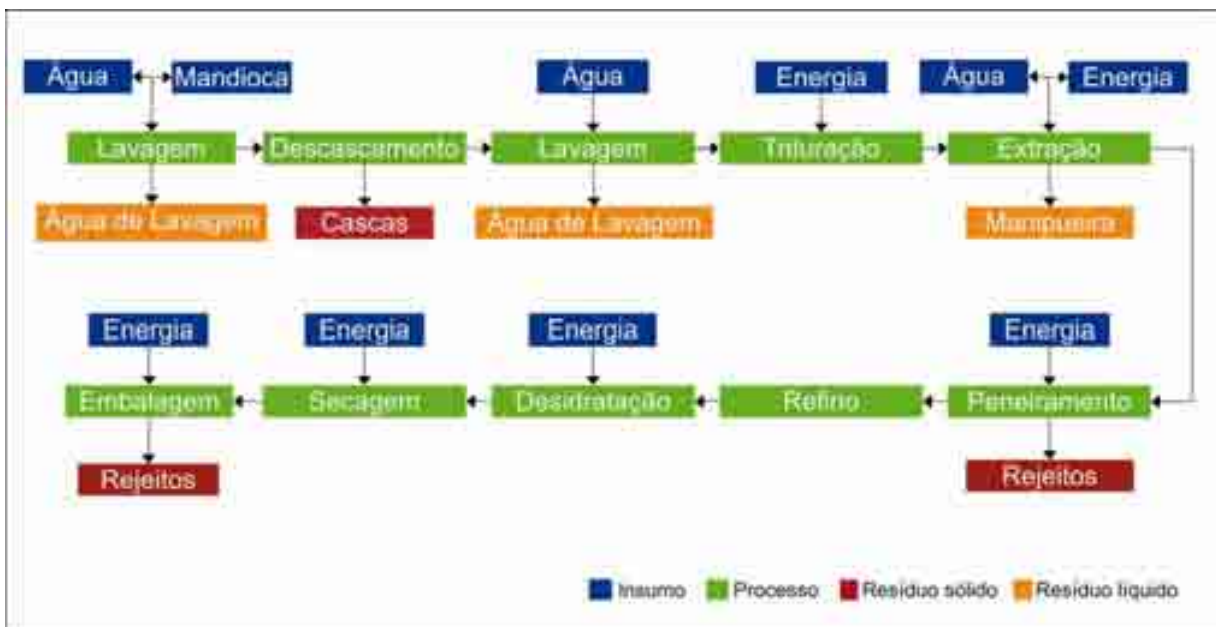 Água
Mandioca
Água
Energia
Água
Energia
Lavagem
Descascamento
Lavagem
Trituração
Extração
Água de Lavagem
Cascas
Água de Lavagem
Manipueira
Energia
Energia
Energia
Energia
Embalagem
Secagem
Desidratação
Refino
Peneiramento
Rejeitos
Rejeitos
Insumo
Processo
Resíduo sólido
Resíduo líquido